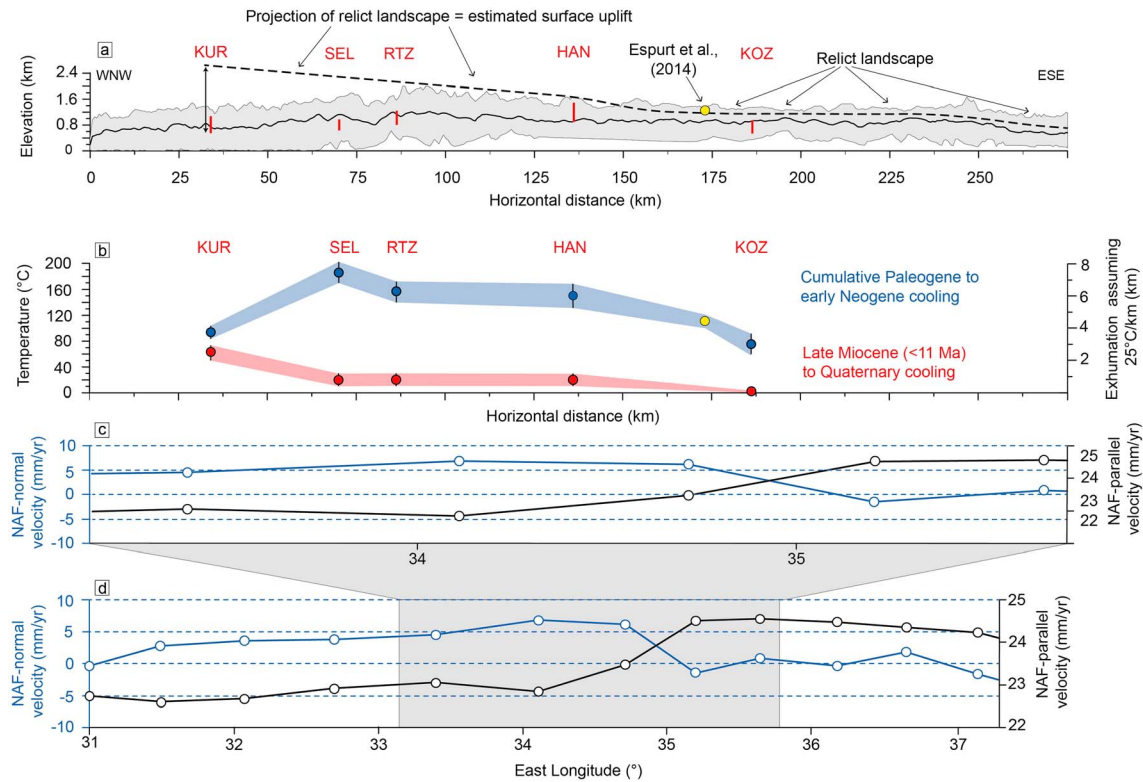 Projection of relict landscape = estimated surface uplift
a
KUR
SEL
RTZ
HAN
Espurt et al.,
(2014)
KOZ
Relict landscape
WNW
ESE
Elevation (km)
2.4
1.6
0.8
0
0 25 50 75 100 125 150 175 200 225 250
Horizontal distance (km)
b
KUR SEL RTZ HAN KOZ
Temperature (°C)
200
160
120
80
40
0
Cumulative Paleogene to
early Neogene cooling
Late Miocene (<11 Ma)
to Quaternary cooling
8
6
4
2
Exhumation assuming
25°C/km (km)
Horizontal distance (km)
c
NAF-normal
velocity (mm/yr)
10
5
0
-5
-10
25
24
23
22
NAF-parallel
velocity (mm/yr)
34 35
d
NAF-normal
velocity (mm/yr)
10
5
0
-5
-10
25
24
23
22
NAF-parallel
velocity (mm/yr)
31 32 33 34 35 36 37
East Longitude (°)